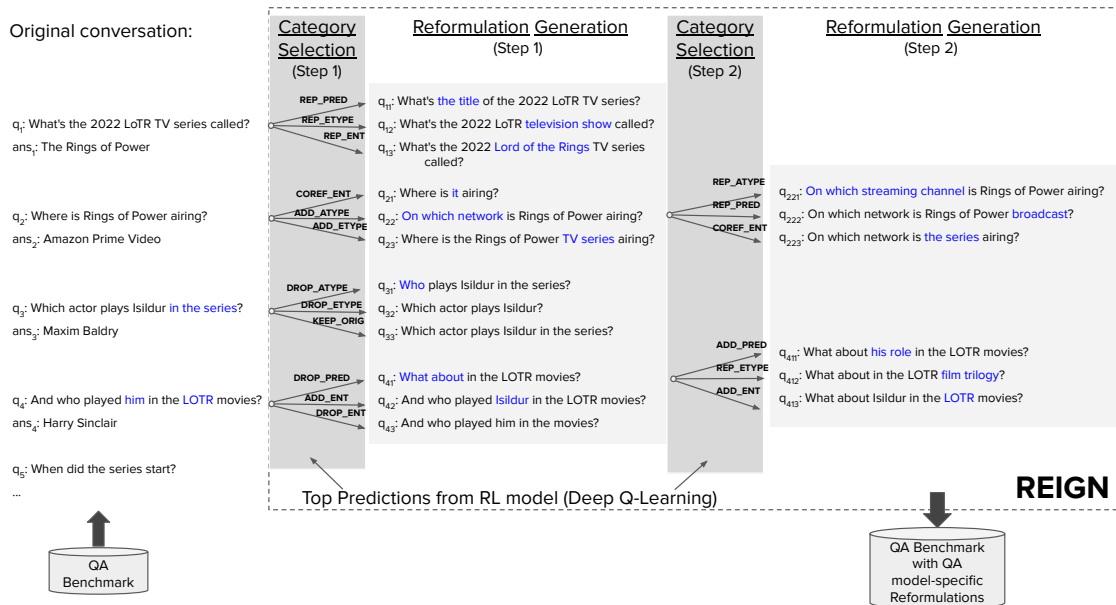 Original conversation:
Category
Selection
(Step 1)
Reformulation Generation
(Step 1)
Category
Selection
(Step 2)
Reformulation Generation
(Step 2)
q1: What's the 2022 LoTR TV series called?
ans1: The Rings of Power
REP_PRED
REP_ETYPE
REP_ENT
q11: What's the title of the 2022 LoTR TV series?
q12: What's the 2022 LoTR television show called?
q13: What's the 2022 Lord of the Rings TV series
called?
q2: Where is Rings of Power airing?
ans2: Amazon Prime Video
COREF_ENT
ADD_ATYPE
ADD_ETYPE
q21: Where is it airing?
q22: On which network is Rings of Power airing?
q23: Where is the Rings of Power TV series airing?
REP_ATYPE
REP_PRED
COREF_ENT
q221: On which streaming channel is Rings of Power airing?
q222: On which network is Rings of Power broadcast?
q223: On which network is the series airing?
q3: Which actor plays Isildur in the series?
ans3: Maxim Baldry
DROP_ATYPE
DROP_ETYPE
KEEP_ORIG
q31: Who plays Isildur in the series?
q32: Which actor plays Isildur?
q33: Which actor plays Isildur in the series?
q4: And who played him in the LOTR movies?
ans4: Harry Sinclair
DROP_PRED
ADD_ENT
DROP_ENT
q41: What about in the LOTR movies?
q42: And who played Isildur in the LOTR movies?
q43: And who played him in the movies?
ADD_PRED
REP_ETYPE
ADD_ENT
q411: What about his role in the LOTR movies?
q412: What about in the LOTR film trilogy?
q413: What about Isildur in the LOTR movies?
q5: When did the series start?
...
Top Predictions from RL model (Deep Q-Learning)
REIGN
QA
Benchmark
QA Benchmark
with QA
model-specific
Reformulations